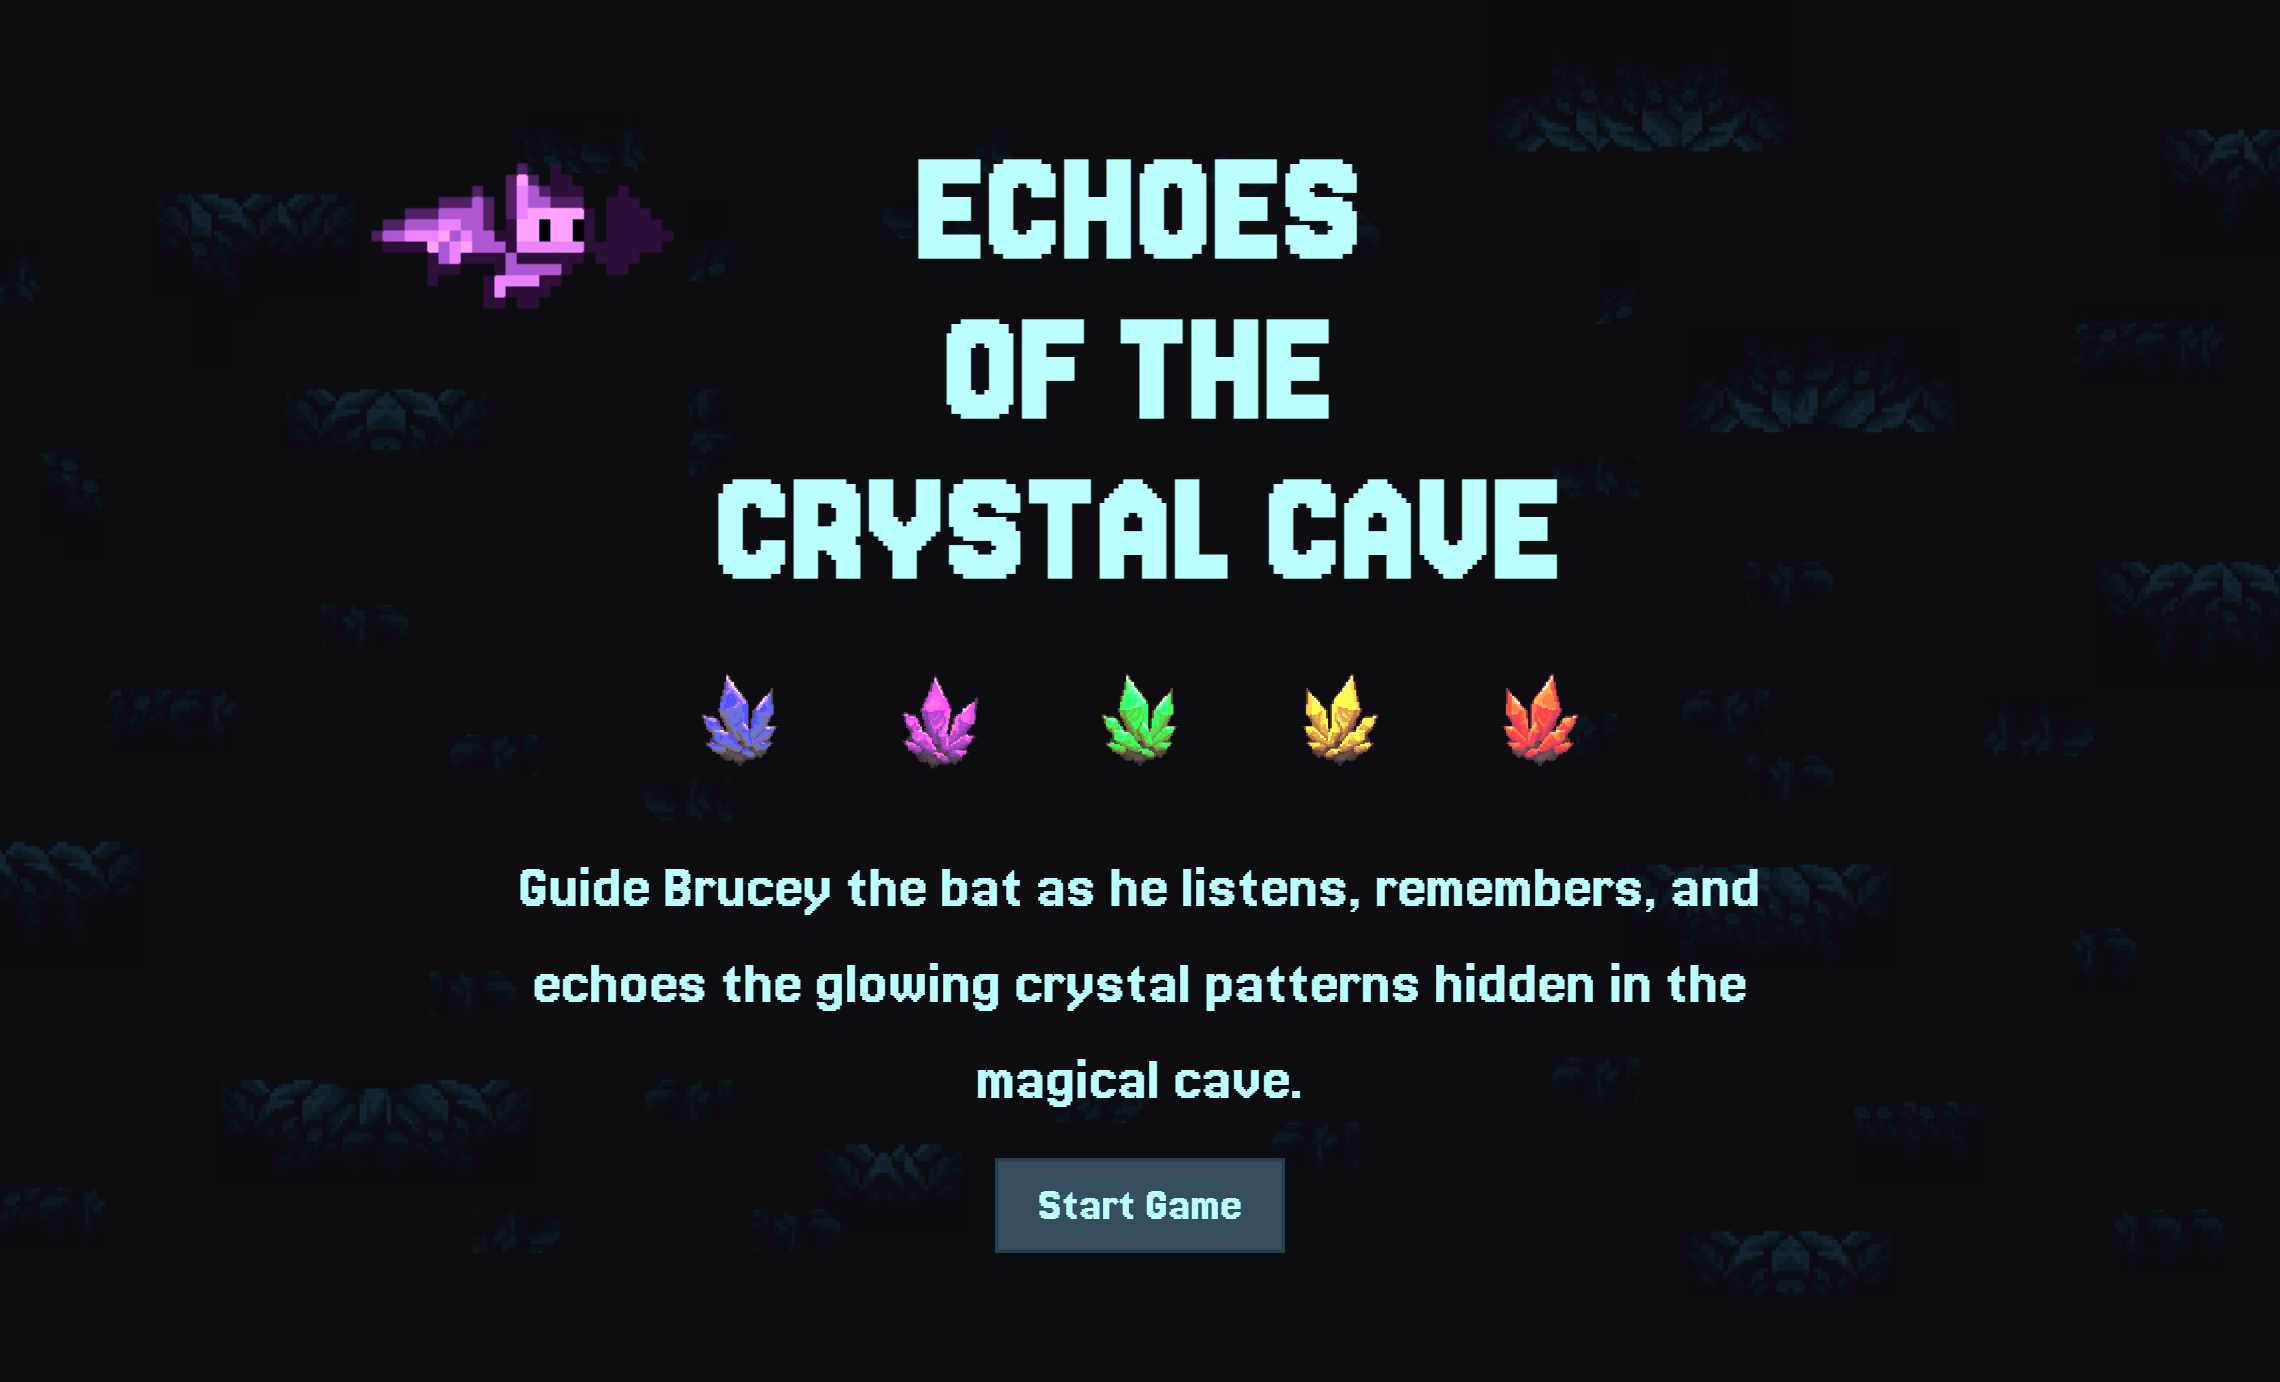 ECHOES
OF THE
CRYSTAL CAVE
Guide Brucey the bat as he listens, remembers, and
echoes the glowing crystal patterns hidden in the
magical cave.
Start Game